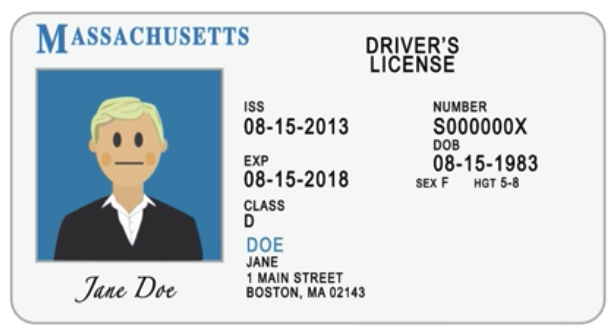 MASSACHUSETTS
DRIVER'S
LICENSE
ISS
08-15-2013
NUMBER
S000000X
DOB
08-15-1983
EXP
08-15-2018
SEX F HGT 5-8
CLASS
D
DOE
JANE
1 MAIN STREET
BOSTON, MA 02143
Jane Doe